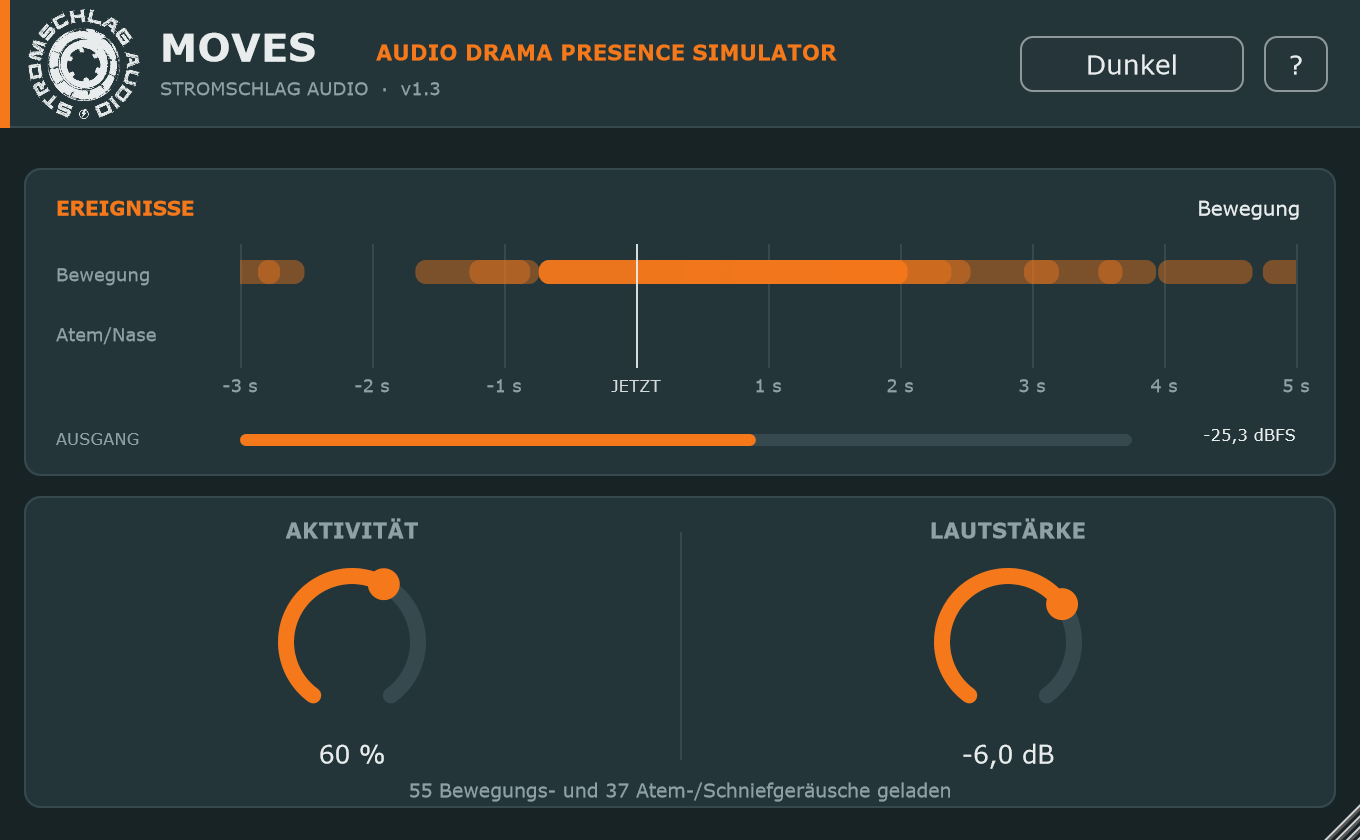 STROMSCHLAG AUDIO
MOVES
AUDIO DRAMA PRESENCE SIMULATOR
STROMSCHLAG AUDIO · v1.3
Dunkel
?
EREIGNISSE
Bewegung
Bewegung
Atem/Nase
-3 s
-2 s
-1 s
JETZT
1 s
2 s
3 s
4 s
5 s
AUSGANG
-25,3 dBFS
AKTIVITÄT
LAUTSTÄRKE
60 %
-6,0 dB
55 Bewegungs- und 37 Atem-/Schniefgeräusche geladen